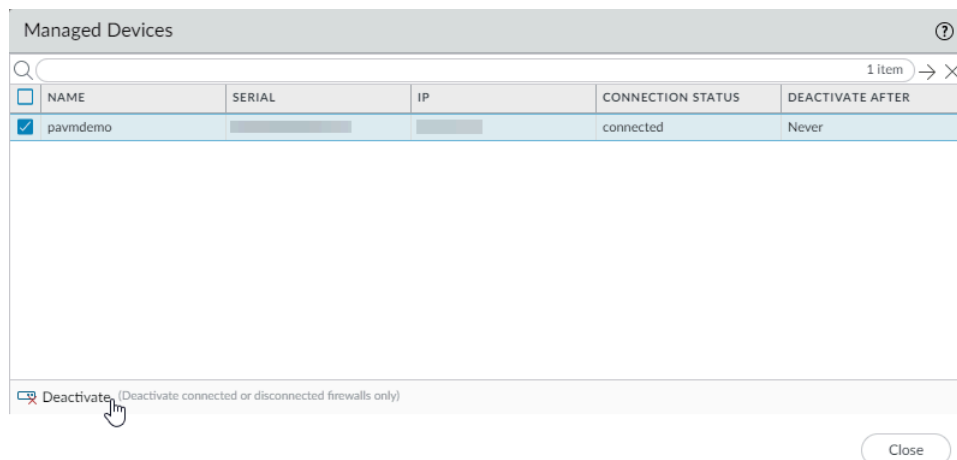 Managed Devices
1 item
NAME SERIAL IP CONNECTION STATUS DEACTIVATE AFTER
pavmdemo connected Never
Deactivate (Deactivate connected or disconnected firewalls only)
Close